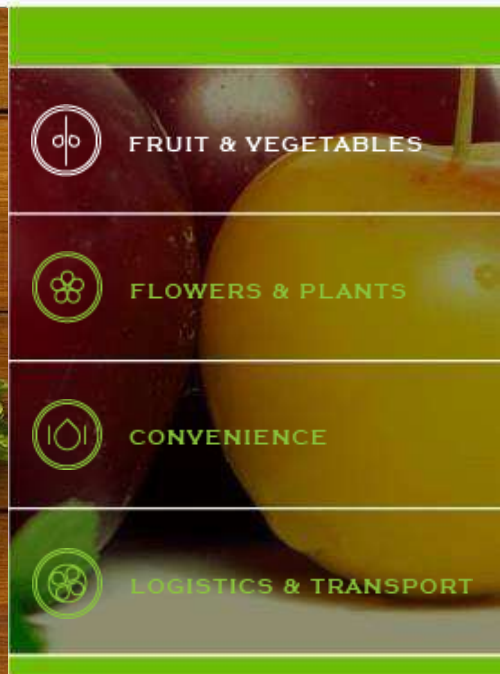 FRUIT & VEGETABLES
FLOWERS & PLANTS
CONVENIENCE
LOGISTICS & TRANSPORT